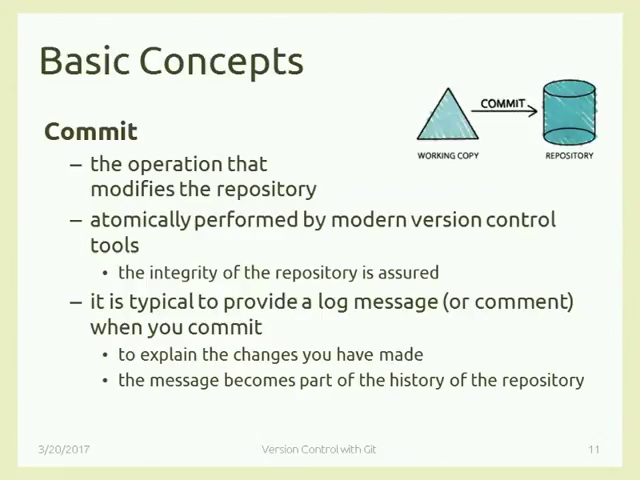 Basic Concepts
COMMIT
WORKING COPY
REPOSITORY
Commit
– the operation that
modifies the repository
– atomically performed by modern version control
tools
• the integrity of the repository is assured
– it is typical to provide a log message (or comment)
when you commit
• to explain the changes you have made
• the message becomes part of the history of the repository
3/20/2017
Version Control with Git
11